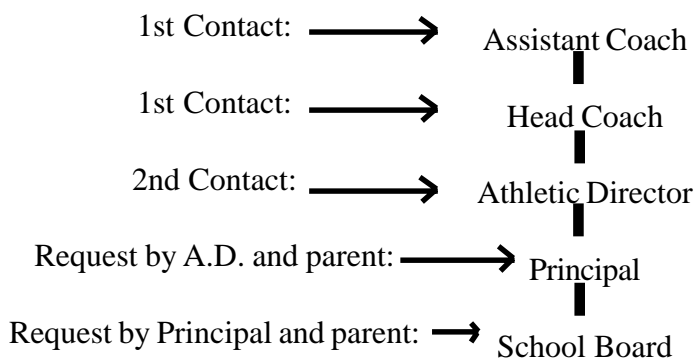 1st Contact: Assistant Coach
1st Contact: Head Coach
2nd Contact: Athletic Director
Request by A.D. and parent: Principal
Request by Principal and parent: School Board